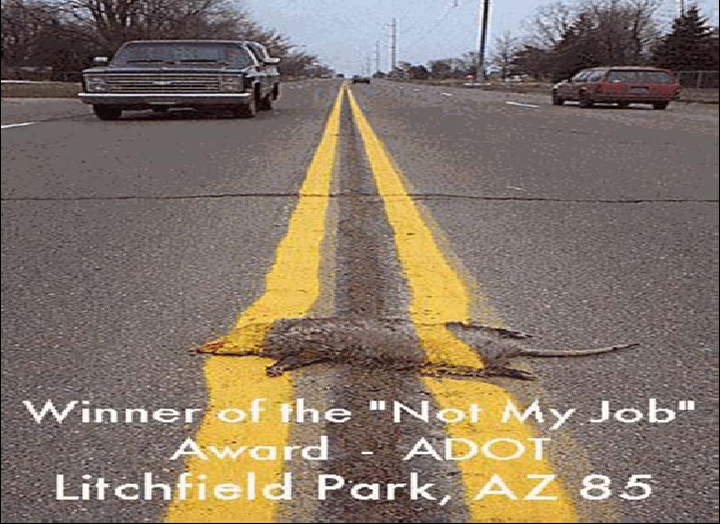 Winner of the "Not My Job"
Award - ADOT
Litchfield Park, AZ 85